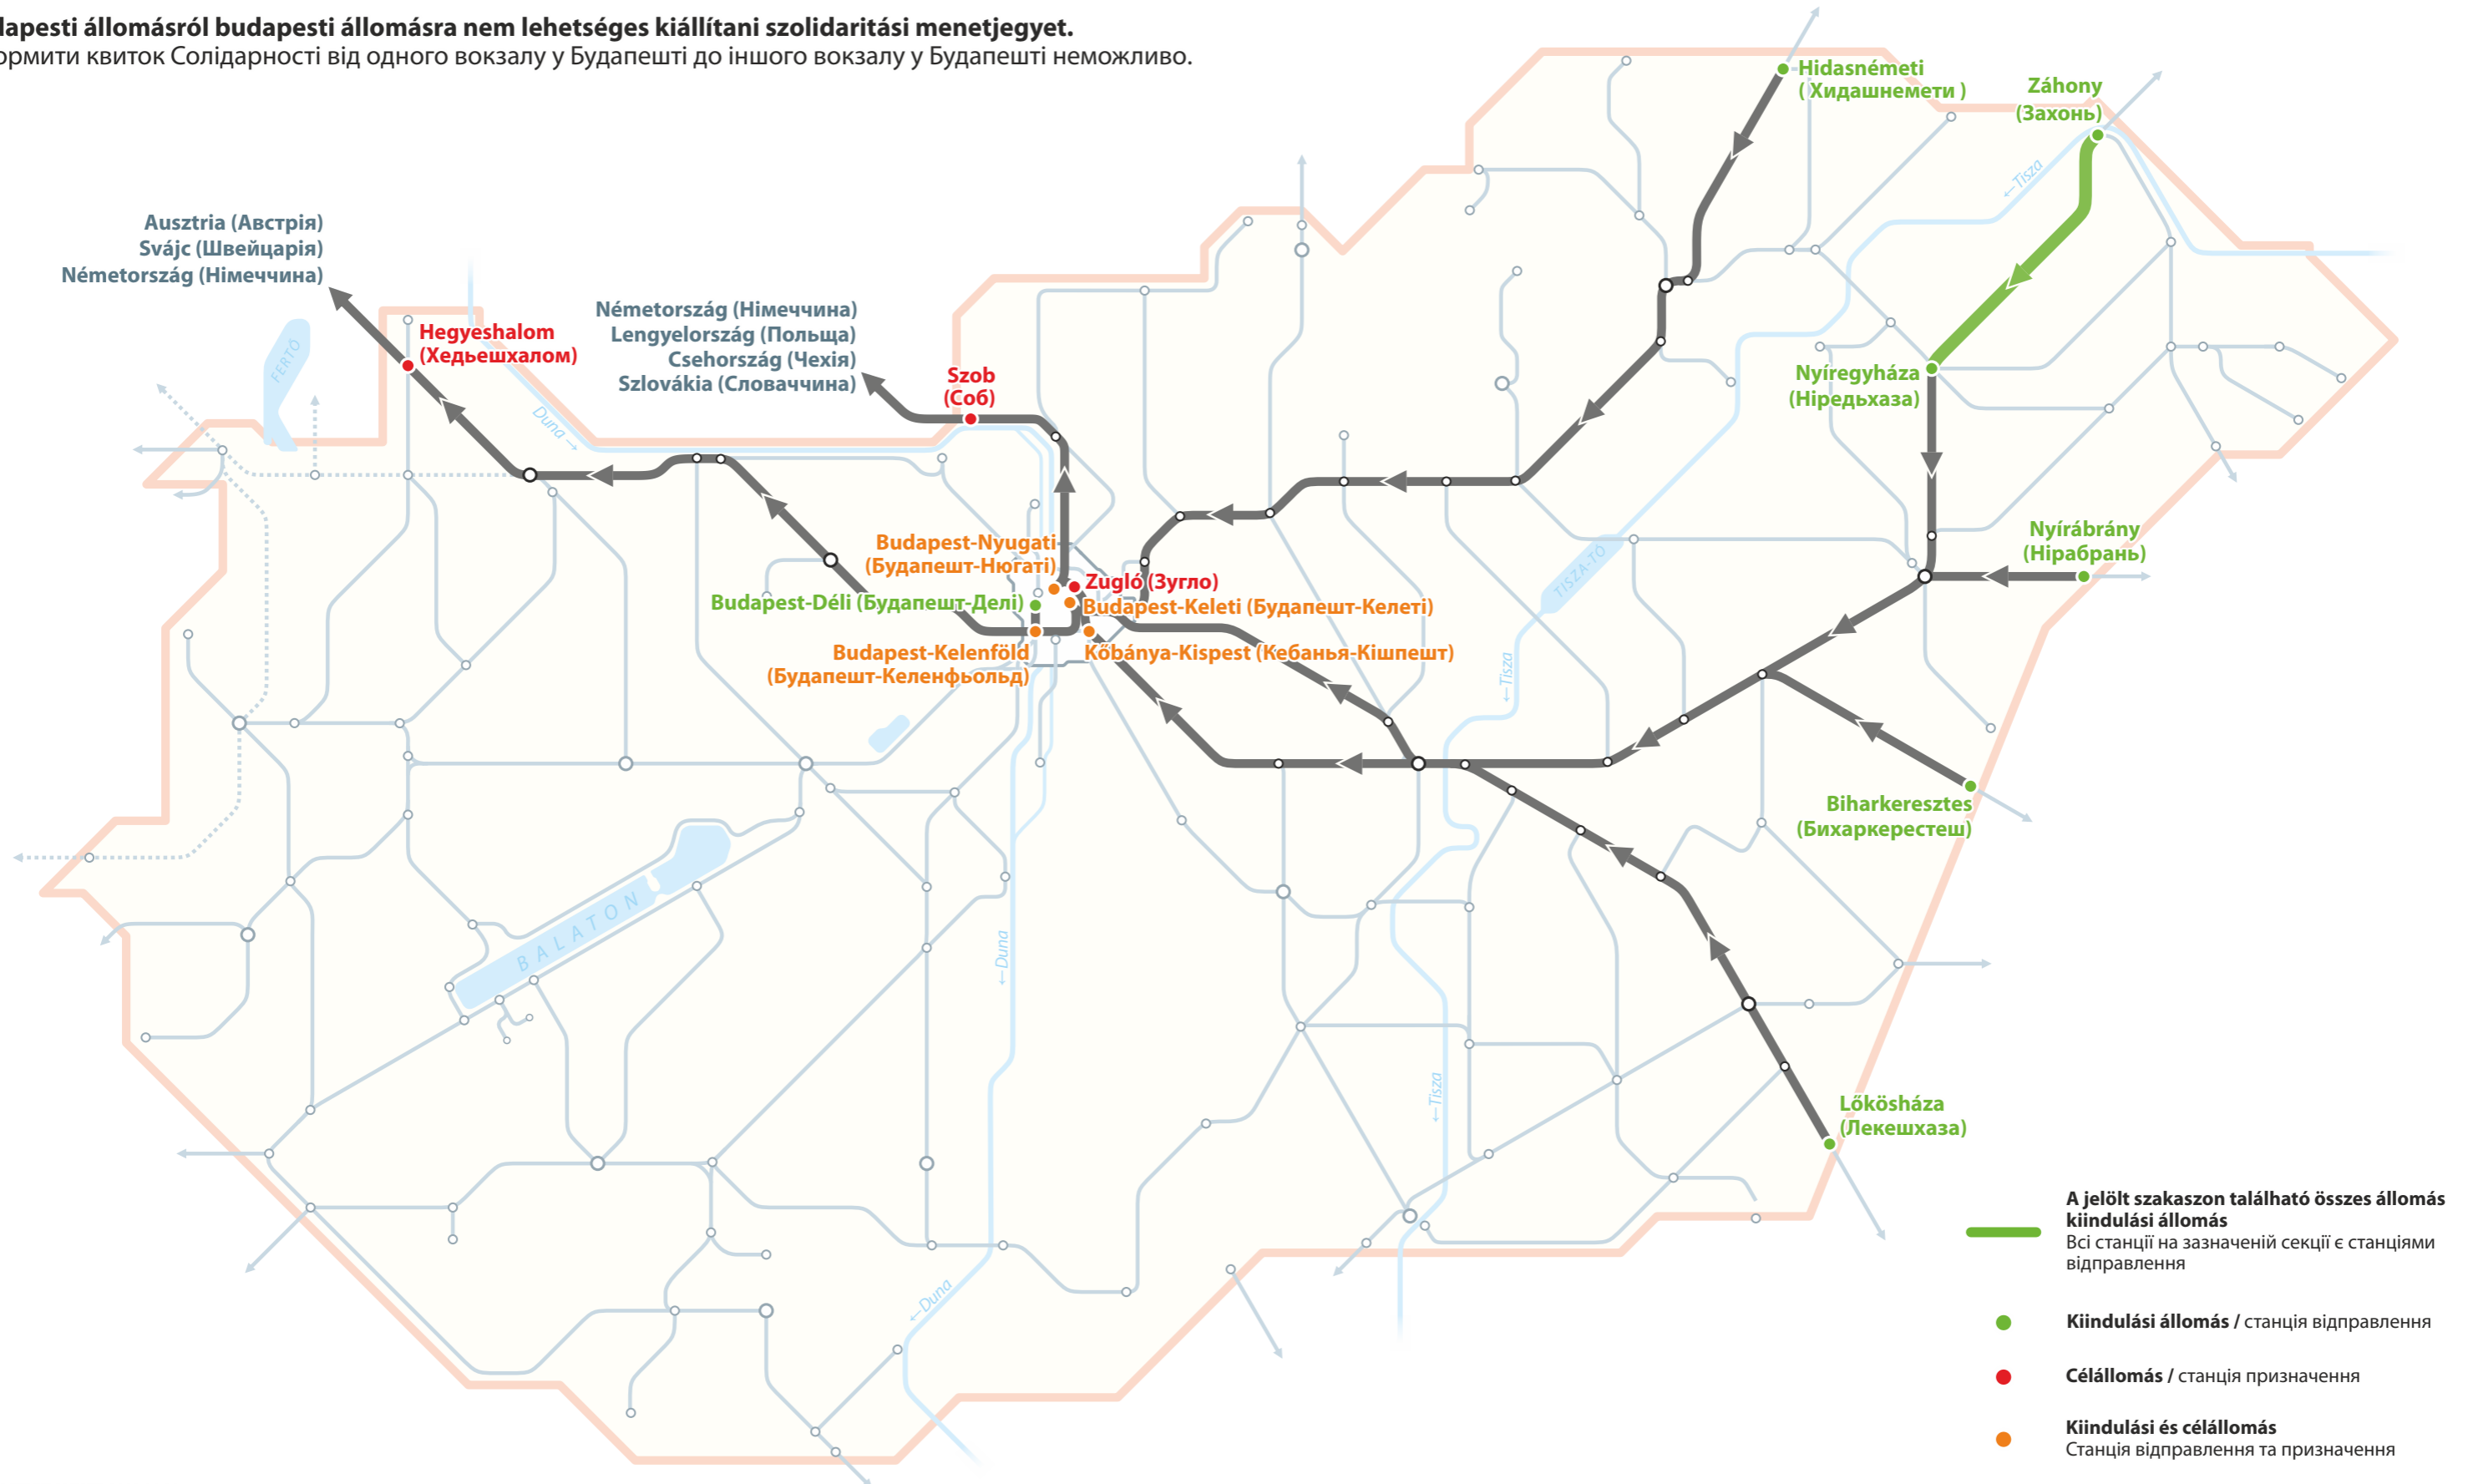 dapesti állomásról budapesti állomásra nem lehetséges kiállítani szolidaritási menetjegyet.
ормити квиток Солідарності від одного вокзалу у Будапешті до іншого вокзалу у Будапешті неможливо.
Hidasnémeti
( Хидашнемети )
Záhony
(Захонь)
←Tisza
Ausztria (Австрія)
Svájc (Швейцарія)
Németország (Німеччина)
Németország (Німеччина)
Lengyelország (Польща)
Csehország (Чехія)
Szlovákia (Словаччина)
Hegyeshalom
(Хедьешхалом)
FERTŐ
Szob
(Соб)
Duna →
Nyíregyháza
(Ніредьхаза)
Nyírábrány
(Нірабрань)
Budapest-Nyugati
(Будапешт-Нюгаті)
Zugló (Зугло)
Budapest-Déli (Будапешт-Делі)
Budapest-Keleti (Будапешт-Келеті)
TISZA-TÓ
Budapest-Kelenföld
(Будапешт-Келенфьольд)
Kőbánya-Kispest (Кебанья-Кішпешт)
←Tisza
Biharkeresztes
(Бихаркерестеш)
BALATON
←Duna
←Tisza
Lőkösháza
(Лекешхаза)
←Duna
A jelölt szakaszon található összes állomás
kiindulási állomás
Всі станції на зазначеній секції є станціями
відправлення
Kiindulási állomás / станція відправлення
Célállomás / станція призначення
Kiindulási és célállomás
Станція відправлення та призначення